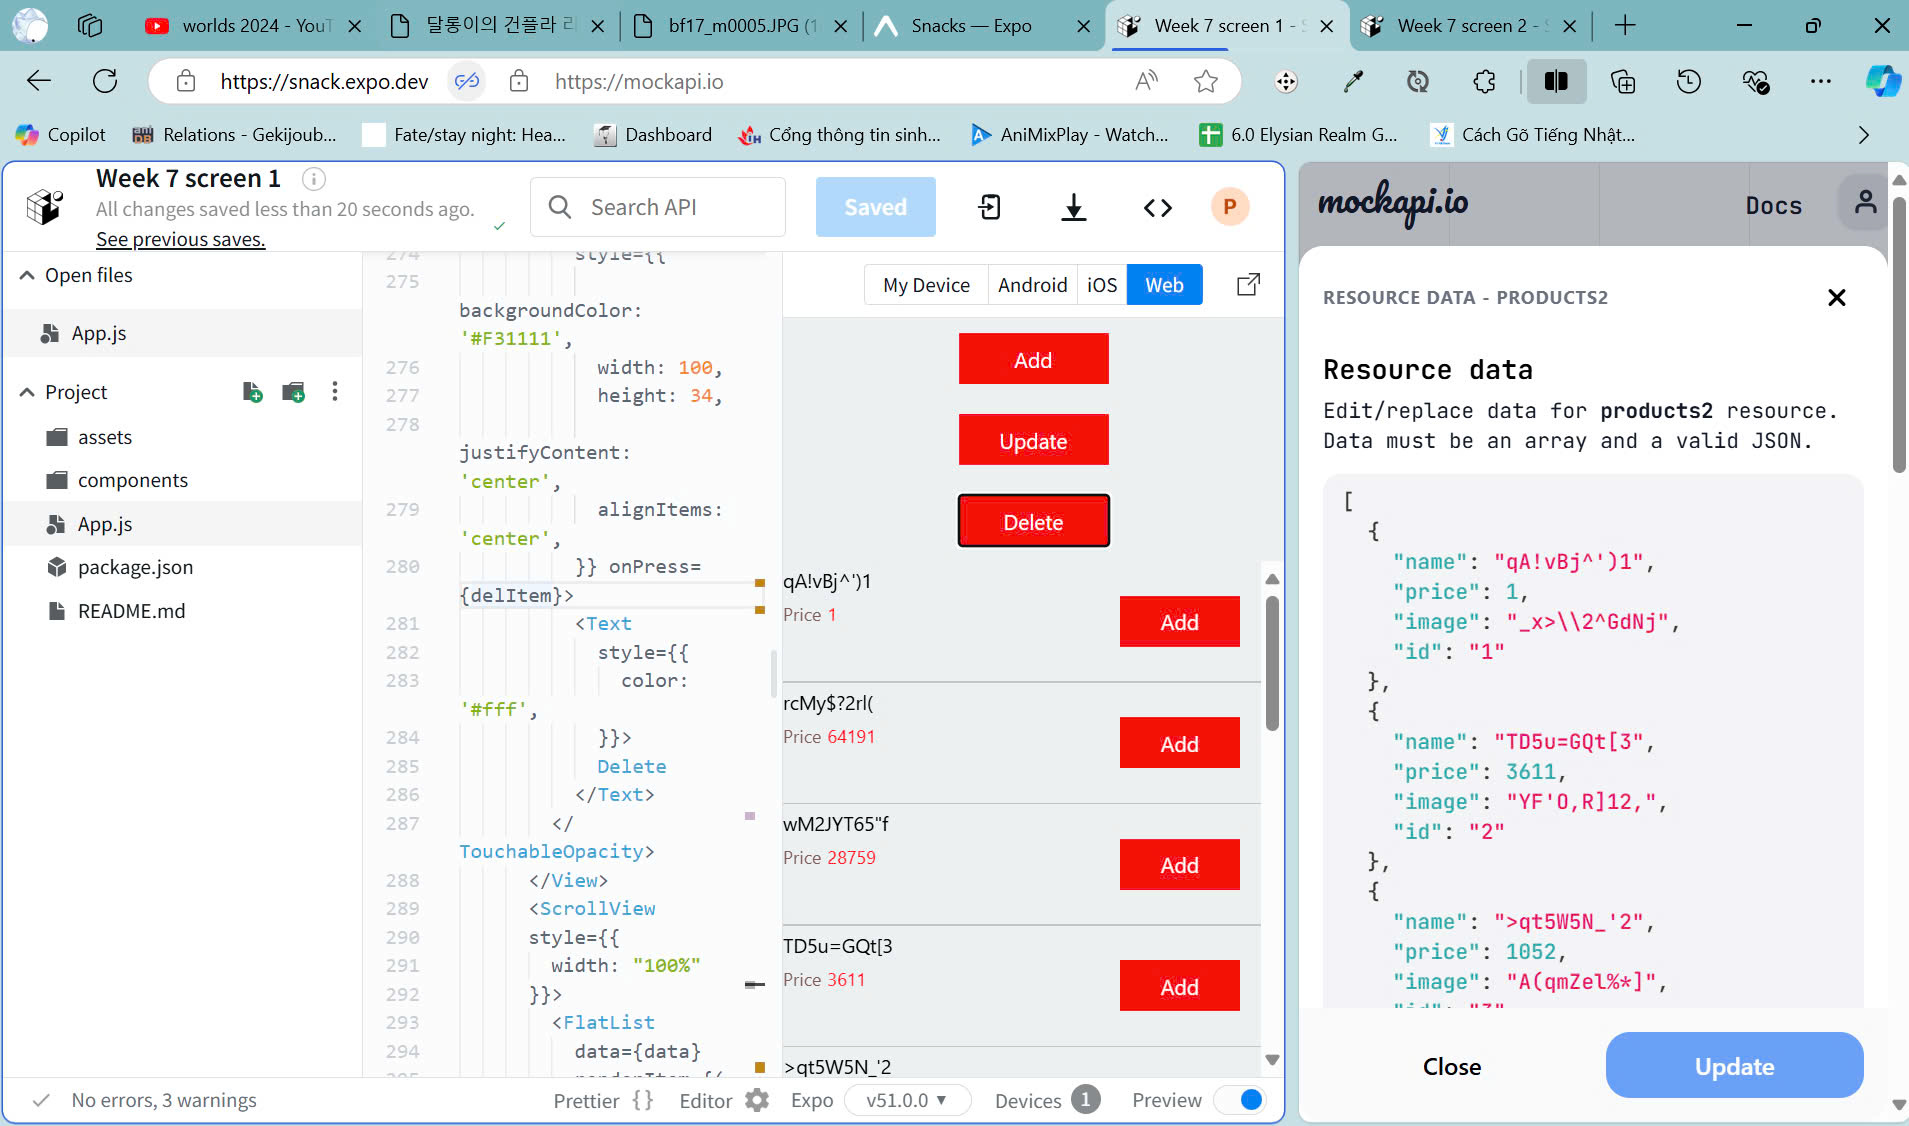 worlds 2024 - YouT
달롱이의 건플라 리
bf17_m0005.JPG (1
Snacks — Expo
Week 7 screen 1 - S
Week 7 screen 2 - S
https://snack.expo.dev
https://mockapi.io
Copilot
Relations - Gekijoub...
Fate/stay night: Hea...
Dashboard
Cổng thông tin sinh...
AniMixPlay - Watch...
6.0 Elysian Realm G...
Cách Gõ Tiếng Nhật...
Week 7 screen 1
All changes saved less than 20 seconds ago.
See previous saves.
Search API
Saved
P
Open files
App.js
Project
assets
components
App.js
package.json
README.md
274 style={{
275
backgroundColor:
'#F31111',
276 width: 100,
277 height: 34,
278
justifyContent:
'center',
279 alignItems:
'center',
280 }} onPress=
{delItem}>
281 <Text
282 style={{
283 color:
'#fff',
284 }}>
285 Delete
286 </Text>
287 </
TouchableOpacity>
288 </View>
289 <ScrollView
290 style={{
291 width: "100%"
292 }}>
293 <FlatList
294 data={data}
My Device
Android
iOS
Web
Add
Update
Delete
qA!vBj^')1
Price 1
Add
rcMy$?2rl(
Price 64191
Add
wM2JYT65"f
Price 28759
Add
TD5u=GQt[3
Price 3611
Add
>qt5W5N_'2
No errors, 3 warnings
Prettier { }
Editor
Expo
v51.0.0
Devices 1
Preview
mockapi.io
Docs
RESOURCE DATA - PRODUCTS2
Resource data
Edit/replace data for products2 resource.
Data must be an array and a valid JSON.
[
{
"name": "qA!vBj^')1",
"price": 1,
"image": "_x>\\2^GdNj",
"id": "1"
},
{
"name": "TD5u=GQt[3",
"price": 3611,
"image": "YF'O,R]12,",
"id": "2"
},
{
"name": ">qt5W5N_'2",
"price": 1052,
"image": "A(qmZel%*]",
"id": "3"
Close
Update